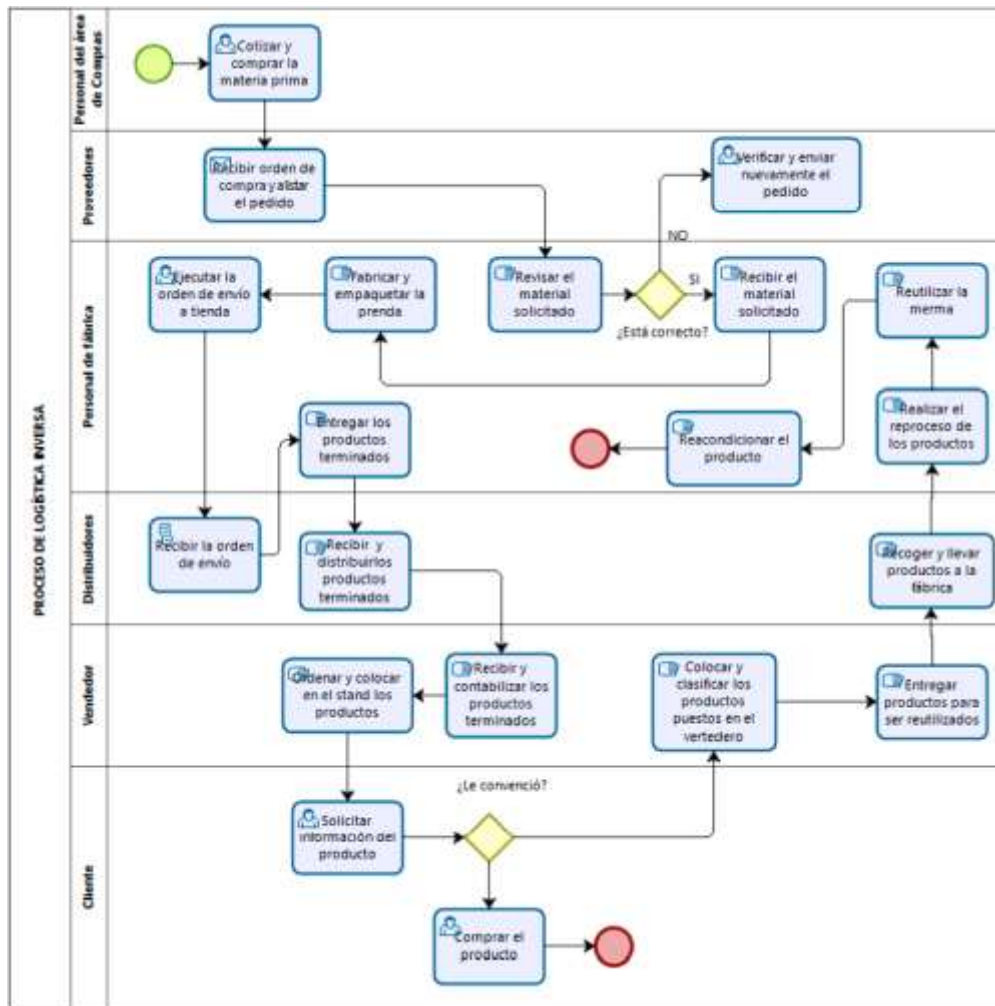 PROCESO DE LOGÍSTICA INVERSA
Personal del área
de Compras
Cotizar y
comprar la
materia prima
Proveedores
Recibir orden de
compra y alistar
el pedido
Verificar y enviar
nuevamente el
pedido
NO
Personal de fábrica
Ejecutar la
orden de envío
a tienda
Fabricar y
empaquetar la
prenda
Revisar el
material
solicitado
SI
¿Está correcto?
Recibir el
material
solicitado
Reutilizar la
merma
Entregar los
productos
terminados
Reacondicionar el
producto
Realizar el
reproceso de
los productos
Distribuidores
Recibir la orden
de envío
Recibir y
distribuirlos
productos
terminados
Recoger y llevar
productos a la
fábrica
Vendedor
Ordenar y colocar
en el stand los
productos
Recibir y
contabilizar los
productos
terminados
Colocar y
clasificar los
productos
puestos en el
vertedero
Entregar
productos para
ser reutilizados
Cliente
¿Le convenció?
Solicitar
información del
producto
Comprar el
producto